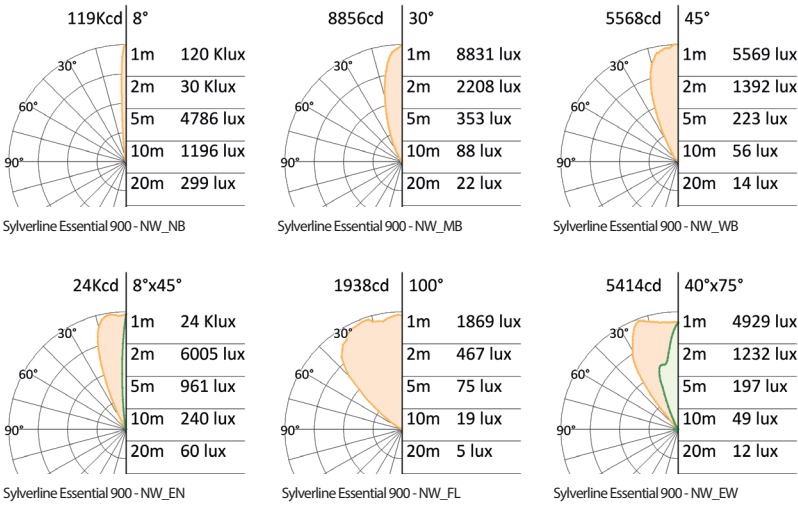 119Kcd 8°
1m 120 Klux
30°
2m 30 Klux
60°
5m 4786 lux
10m 1196 lux
90°
20m 299 lux
Sylverline Essential 900 - NW_NB
8856cd 30°
1m 8831 lux
30°
2m 2208 lux
60°
5m 353 lux
10m 88 lux
90°
20m 22 lux
Sylverline Essential 900 - NW_MB
5568cd 45°
1m 5569 lux
30°
2m 1392 lux
60°
5m 223 lux
10m 56 lux
90°
20m 14 lux
Sylverline Essential 900 - NW_WB
24Kcd 8°x45°
1m 24 Klux
30°
2m 6005 lux
60°
5m 961 lux
10m 240 lux
90°
20m 60 lux
Sylverline Essential 900 - NW_EN
1938cd 100°
1m 1869 lux
30°
2m 467 lux
60°
5m 75 lux
10m 19 lux
90°
20m 5 lux
Sylverline Essential 900 - NW_FL
5414cd 40°x75°
1m 4929 lux
30°
2m 1232 lux
60°
5m 197 lux
10m 49 lux
90°
20m 12 lux
Sylverline Essential 900 - NW_EW